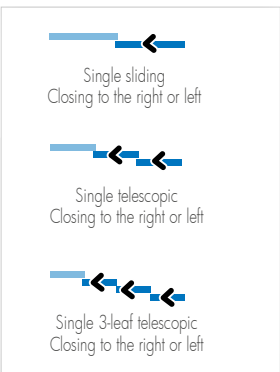 Single sliding
Closing to the right or left
Single telescopic
Closing to the right or left
Single 3-leaf telescopic
Closing to the right or left